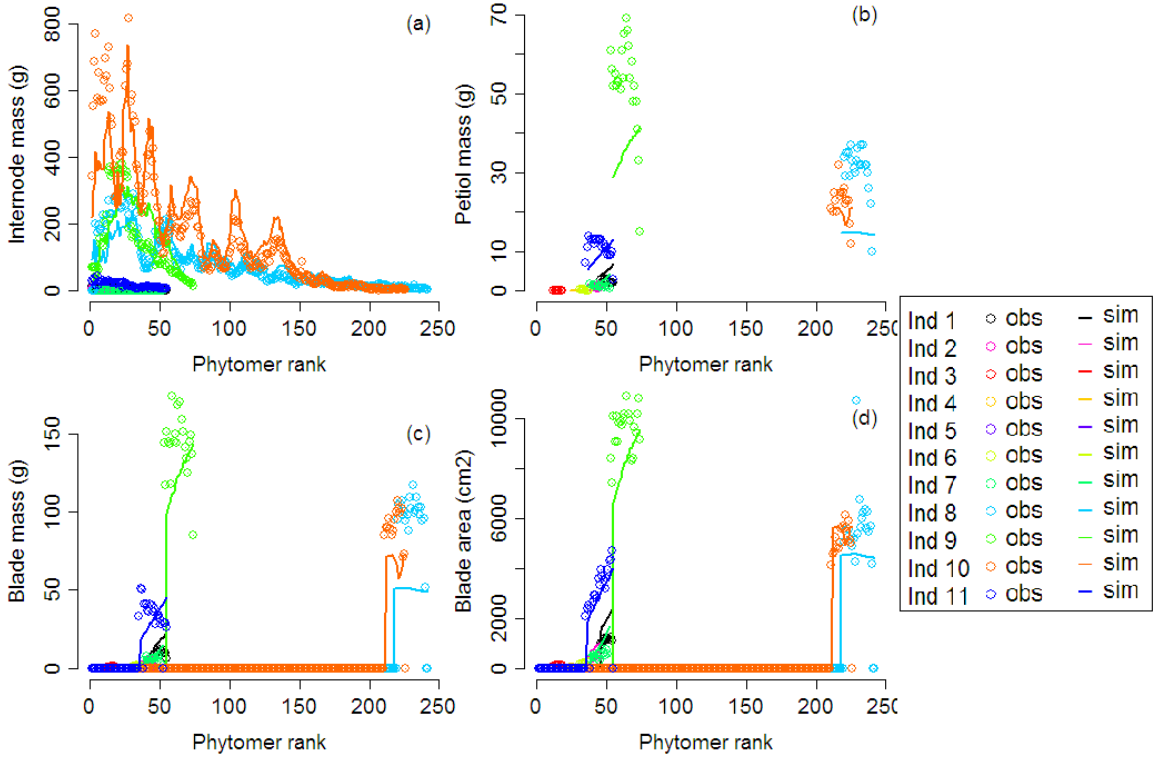 (a)
Internode mass (g)
800
600
400
200
0
0 50 100 150 200 250
Phytomer rank
(b)
Petiol mass (g)
70
50
30
10
0
0 50 100 150 200 250
Phytomer rank
(c)
Blade mass (g)
150
100
50
0
0 50 100 150 200 250
Phytomer rank
(d)
Blade area (cm2)
10000
6000
2000
0
0 50 100 150 200 250
Phytomer rank
Ind 1 obs sim
Ind 2 obs sim
Ind 3 obs sim
Ind 4 obs sim
Ind 5 obs sim
Ind 6 obs sim
Ind 7 obs sim
Ind 8 obs sim
Ind 9 obs sim
Ind 10 obs sim
Ind 11 obs sim